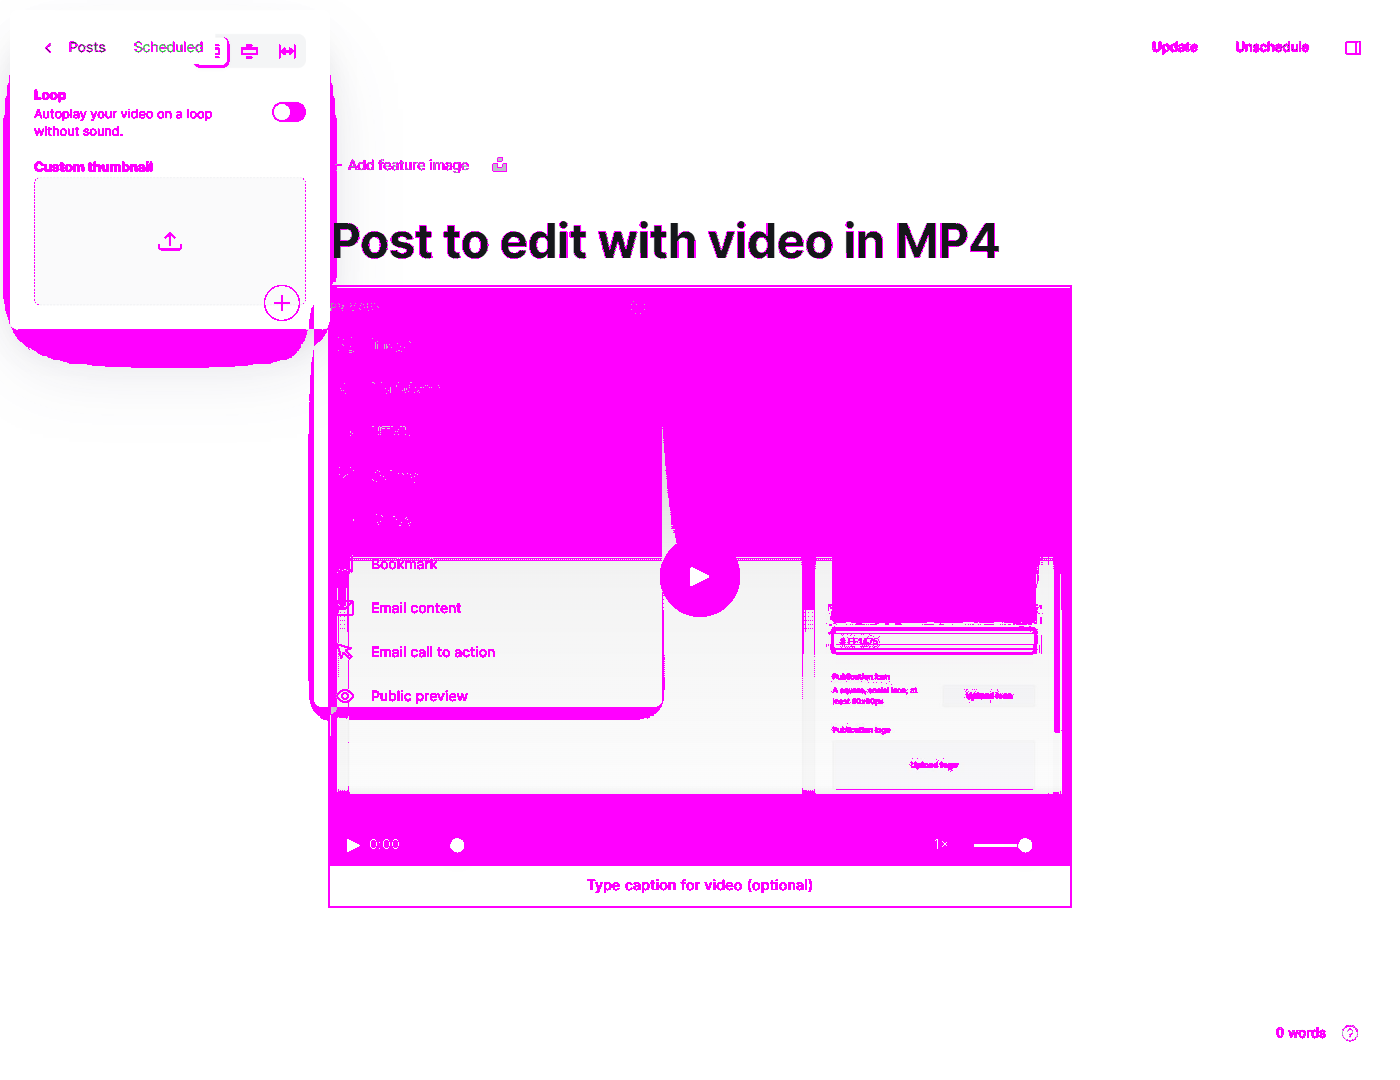 Posts Scheduled
Update Unschedule
Loop
Autoplay your video on a loop
without sound.
Custom thumbnail
Add feature image
Post to edit with video in MP4
Bookmark
Email content
Email call to action
Public preview
Publication icon
A square, social icon, at
least 60x60px
Upload icon
Publication logo
Upload logo
0:00
1×
Type caption for video (optional)
0 words